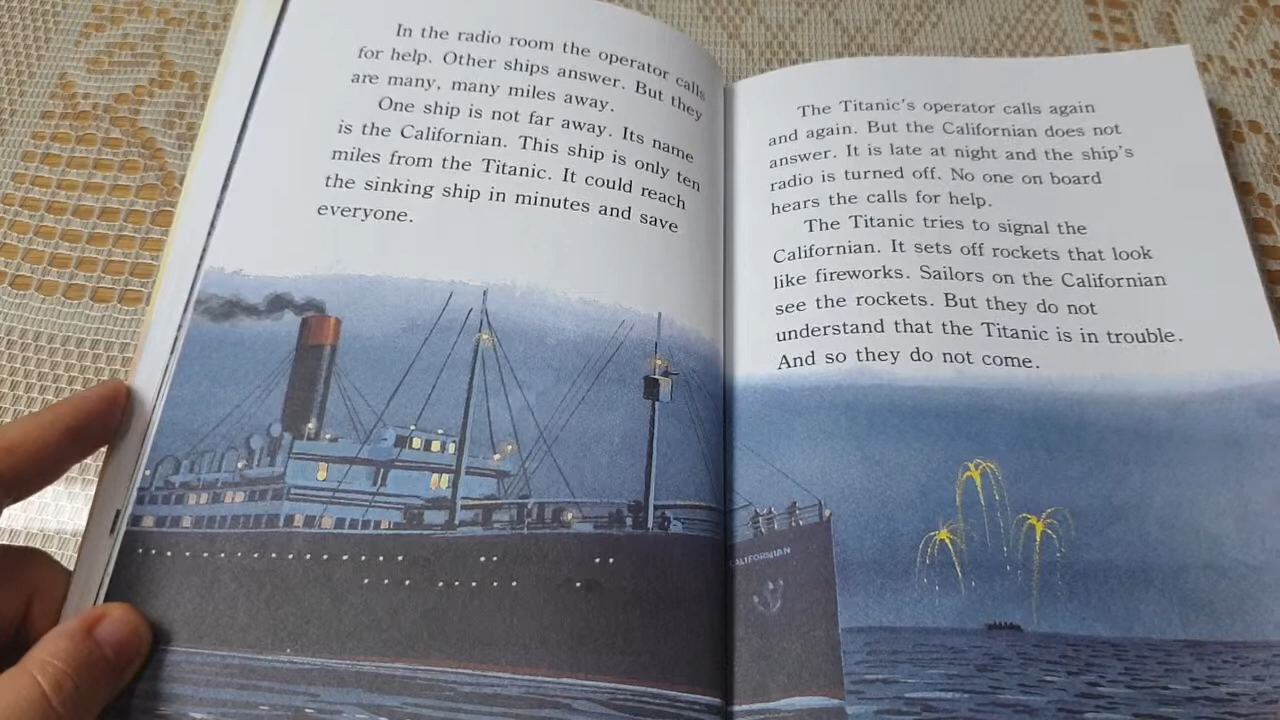 In the radio room the operator calls
for help. Other ships answer. But they
are many, many miles away.
One ship is not far away. Its name
is the Californian. This ship is only ten
miles from the Titanic. It could reach
the sinking ship in minutes and save
everyone.
The Titanic's operator calls again
and again. But the Californian does not
answer. It is late at night and the ship's
radio is turned off. No one on board
hears the calls for help.
The Titanic tries to signal the
Californian. It sets off rockets that look
like fireworks. Sailors on the Californian
see the rockets. But they do not
understand that the Titanic is in trouble.
And so they do not come.
CALIFORNIAN